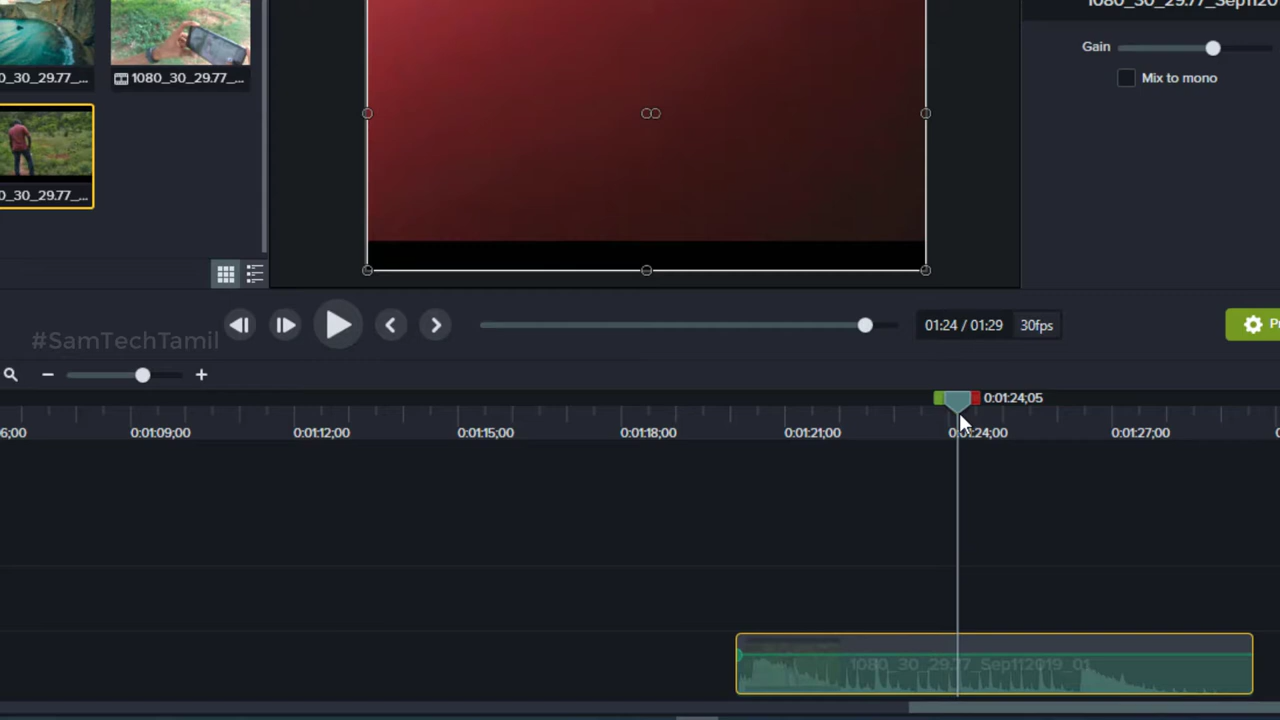 1080_30_29.77_Sep112019
Gain
Mix to mono
0_30_29.77_...
1080_30_29.77_...
0_30_29.77_...
#SamTechTamil
01:24 / 01:29 30fps
0:01:24;05
6;00 0:01:09;00 0:01:12;00 0:01:15;00 0:01:18;00 0:01:21;00 0:01:24;00 0:01:27;00
1080_30_29.77_Sep112019_01